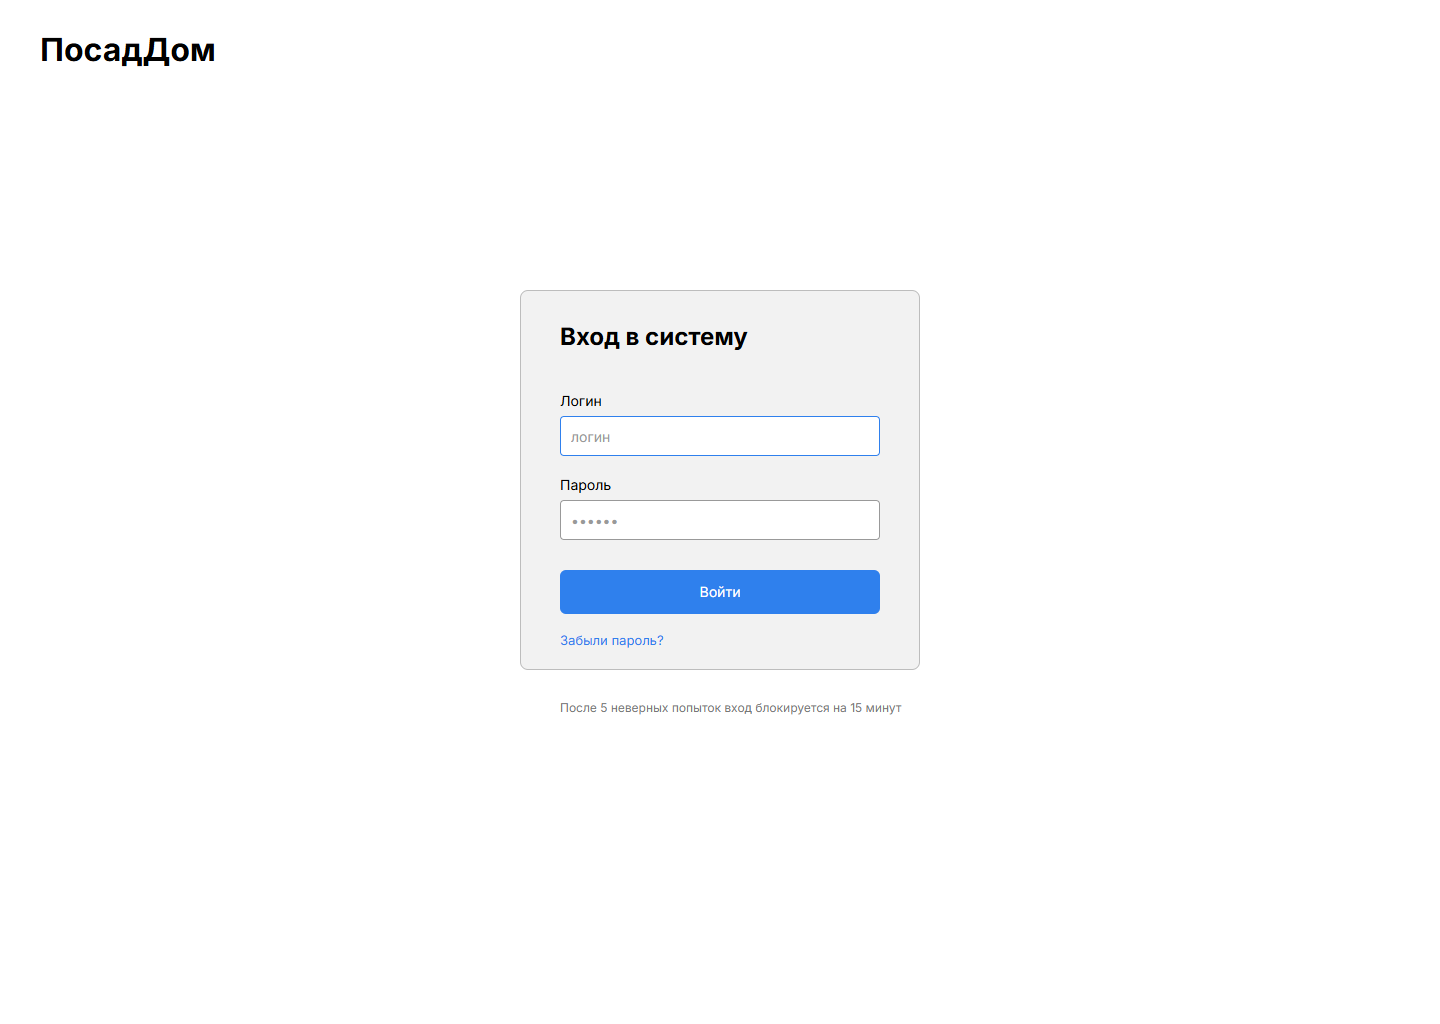 ПосадДом
Вход в систему
Логин
логин
Пароль
••••••
Войти
Забыли пароль?
После 5 неверных попыток вход блокируется на 15 минут